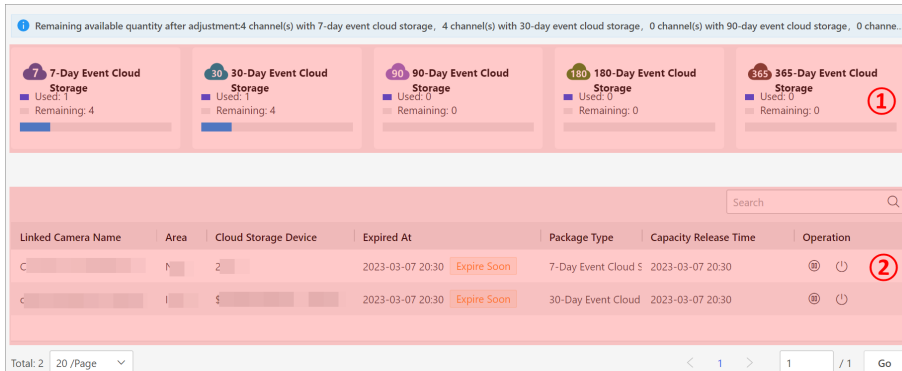 Remaining available quantity after adjustment:4 channel(s) with 7-day event cloud storage, 4 channel(s) with 30-day event cloud storage, 0 channel(s) with 90-day event cloud storage, 0 channe...
7 7-Day Event Cloud Storage
Used: 1
Remaining: 4
30 30-Day Event Cloud Storage
Used: 1
Remaining: 4
90 90-Day Event Cloud Storage
Used: 0
Remaining: 0
180 180-Day Event Cloud Storage
Used: 0
Remaining: 0
365 365-Day Event Cloud Storage
Used: 0
Remaining: 0
①
Search
Linked Camera Name Area Cloud Storage Device Expired At Package Type Capacity Release Time Operation
2023-03-07 20:30 Expire Soon 7-Day Event Cloud S 2023-03-07 20:30
②
2023-03-07 20:30 Expire Soon 30-Day Event Cloud 2023-03-07 20:30
Total: 2 20 /Page < 1 > 1 / 1 Go